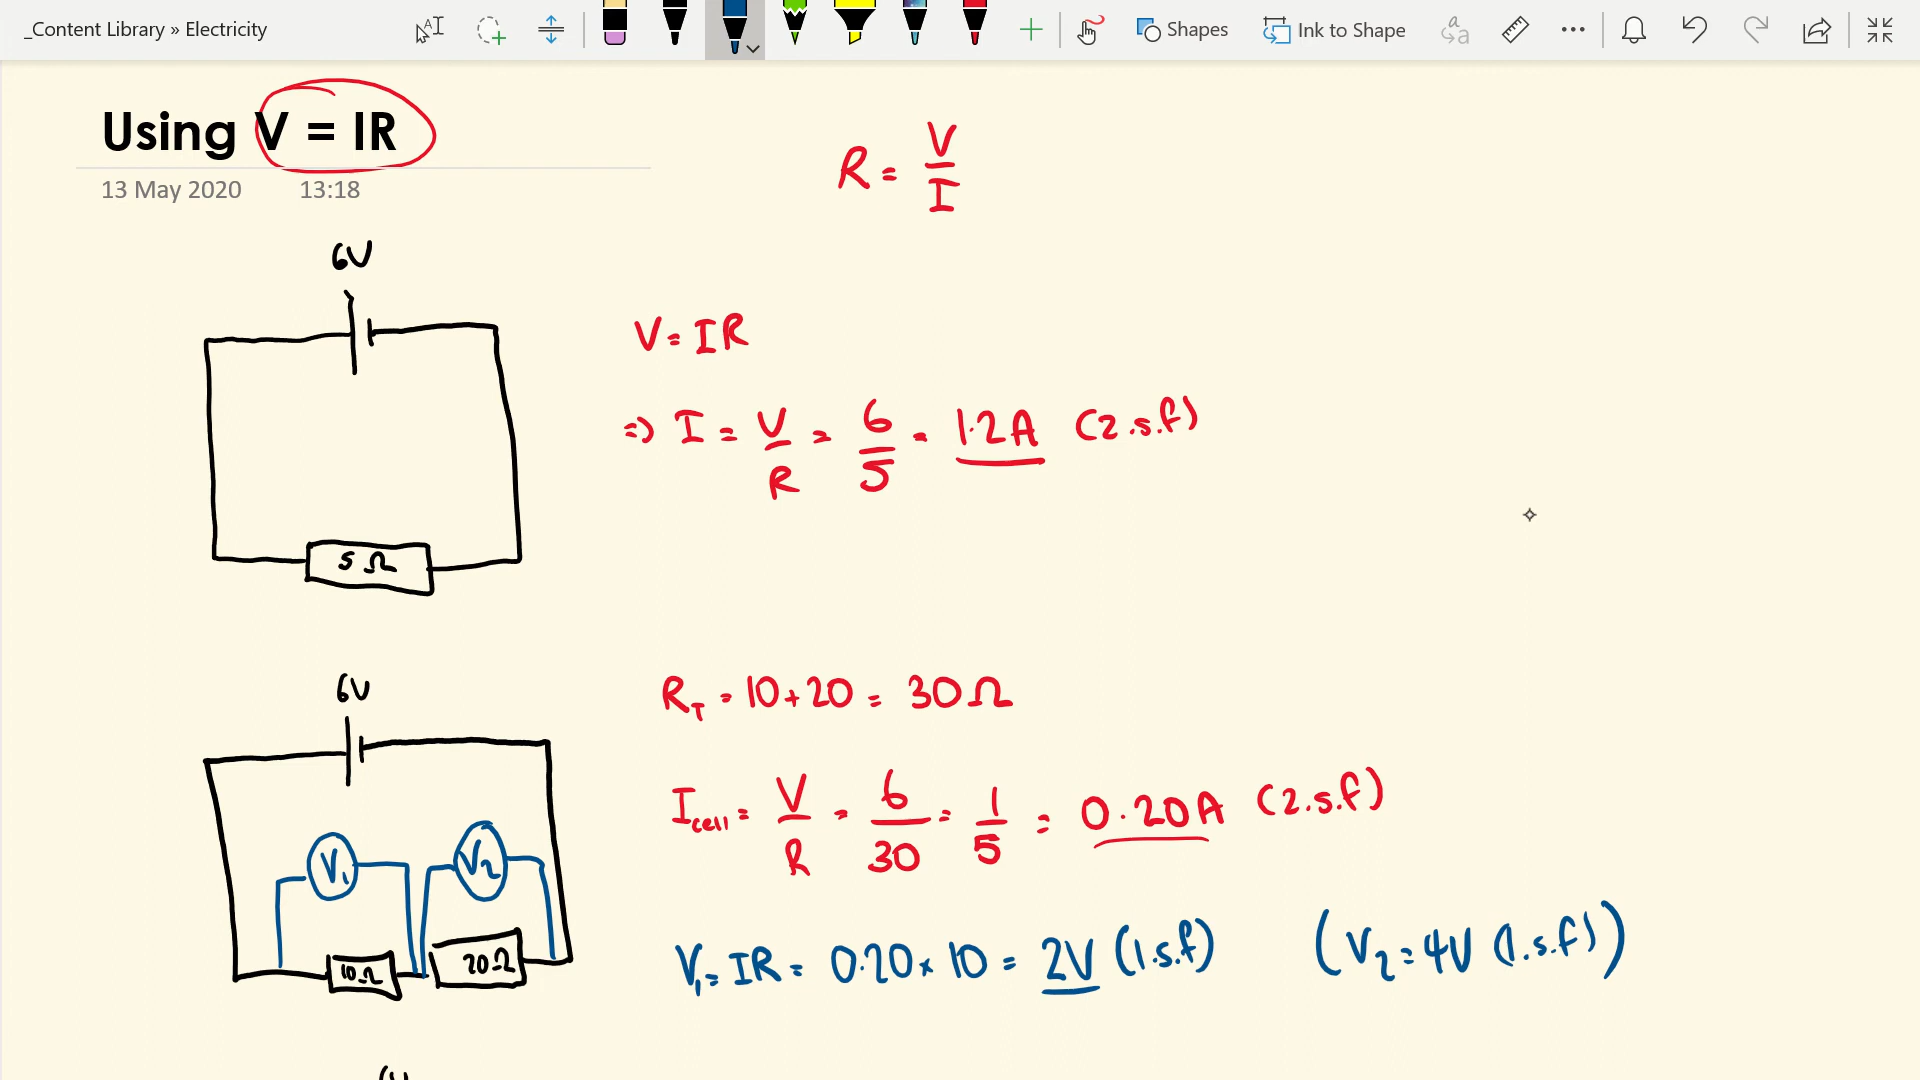 _Content Library » Electricity
Shapes
Ink to Shape
Using V = IR
13 May 2020 13:18
R = V/I
6V
V = IR
=> I = V/R = 6/5 = 1.2A (2.s.f)
5 Ω
6V
R_T = 10+20 = 30Ω
I_cell = V/R = 6/30 = 1/5 = 0.20A (2.s.f)
V₁ V₂
10Ω 20Ω
V₁ = IR = 0.20 × 10 = 2V (1.s.f) (V₂ = 4V (1.s.f))